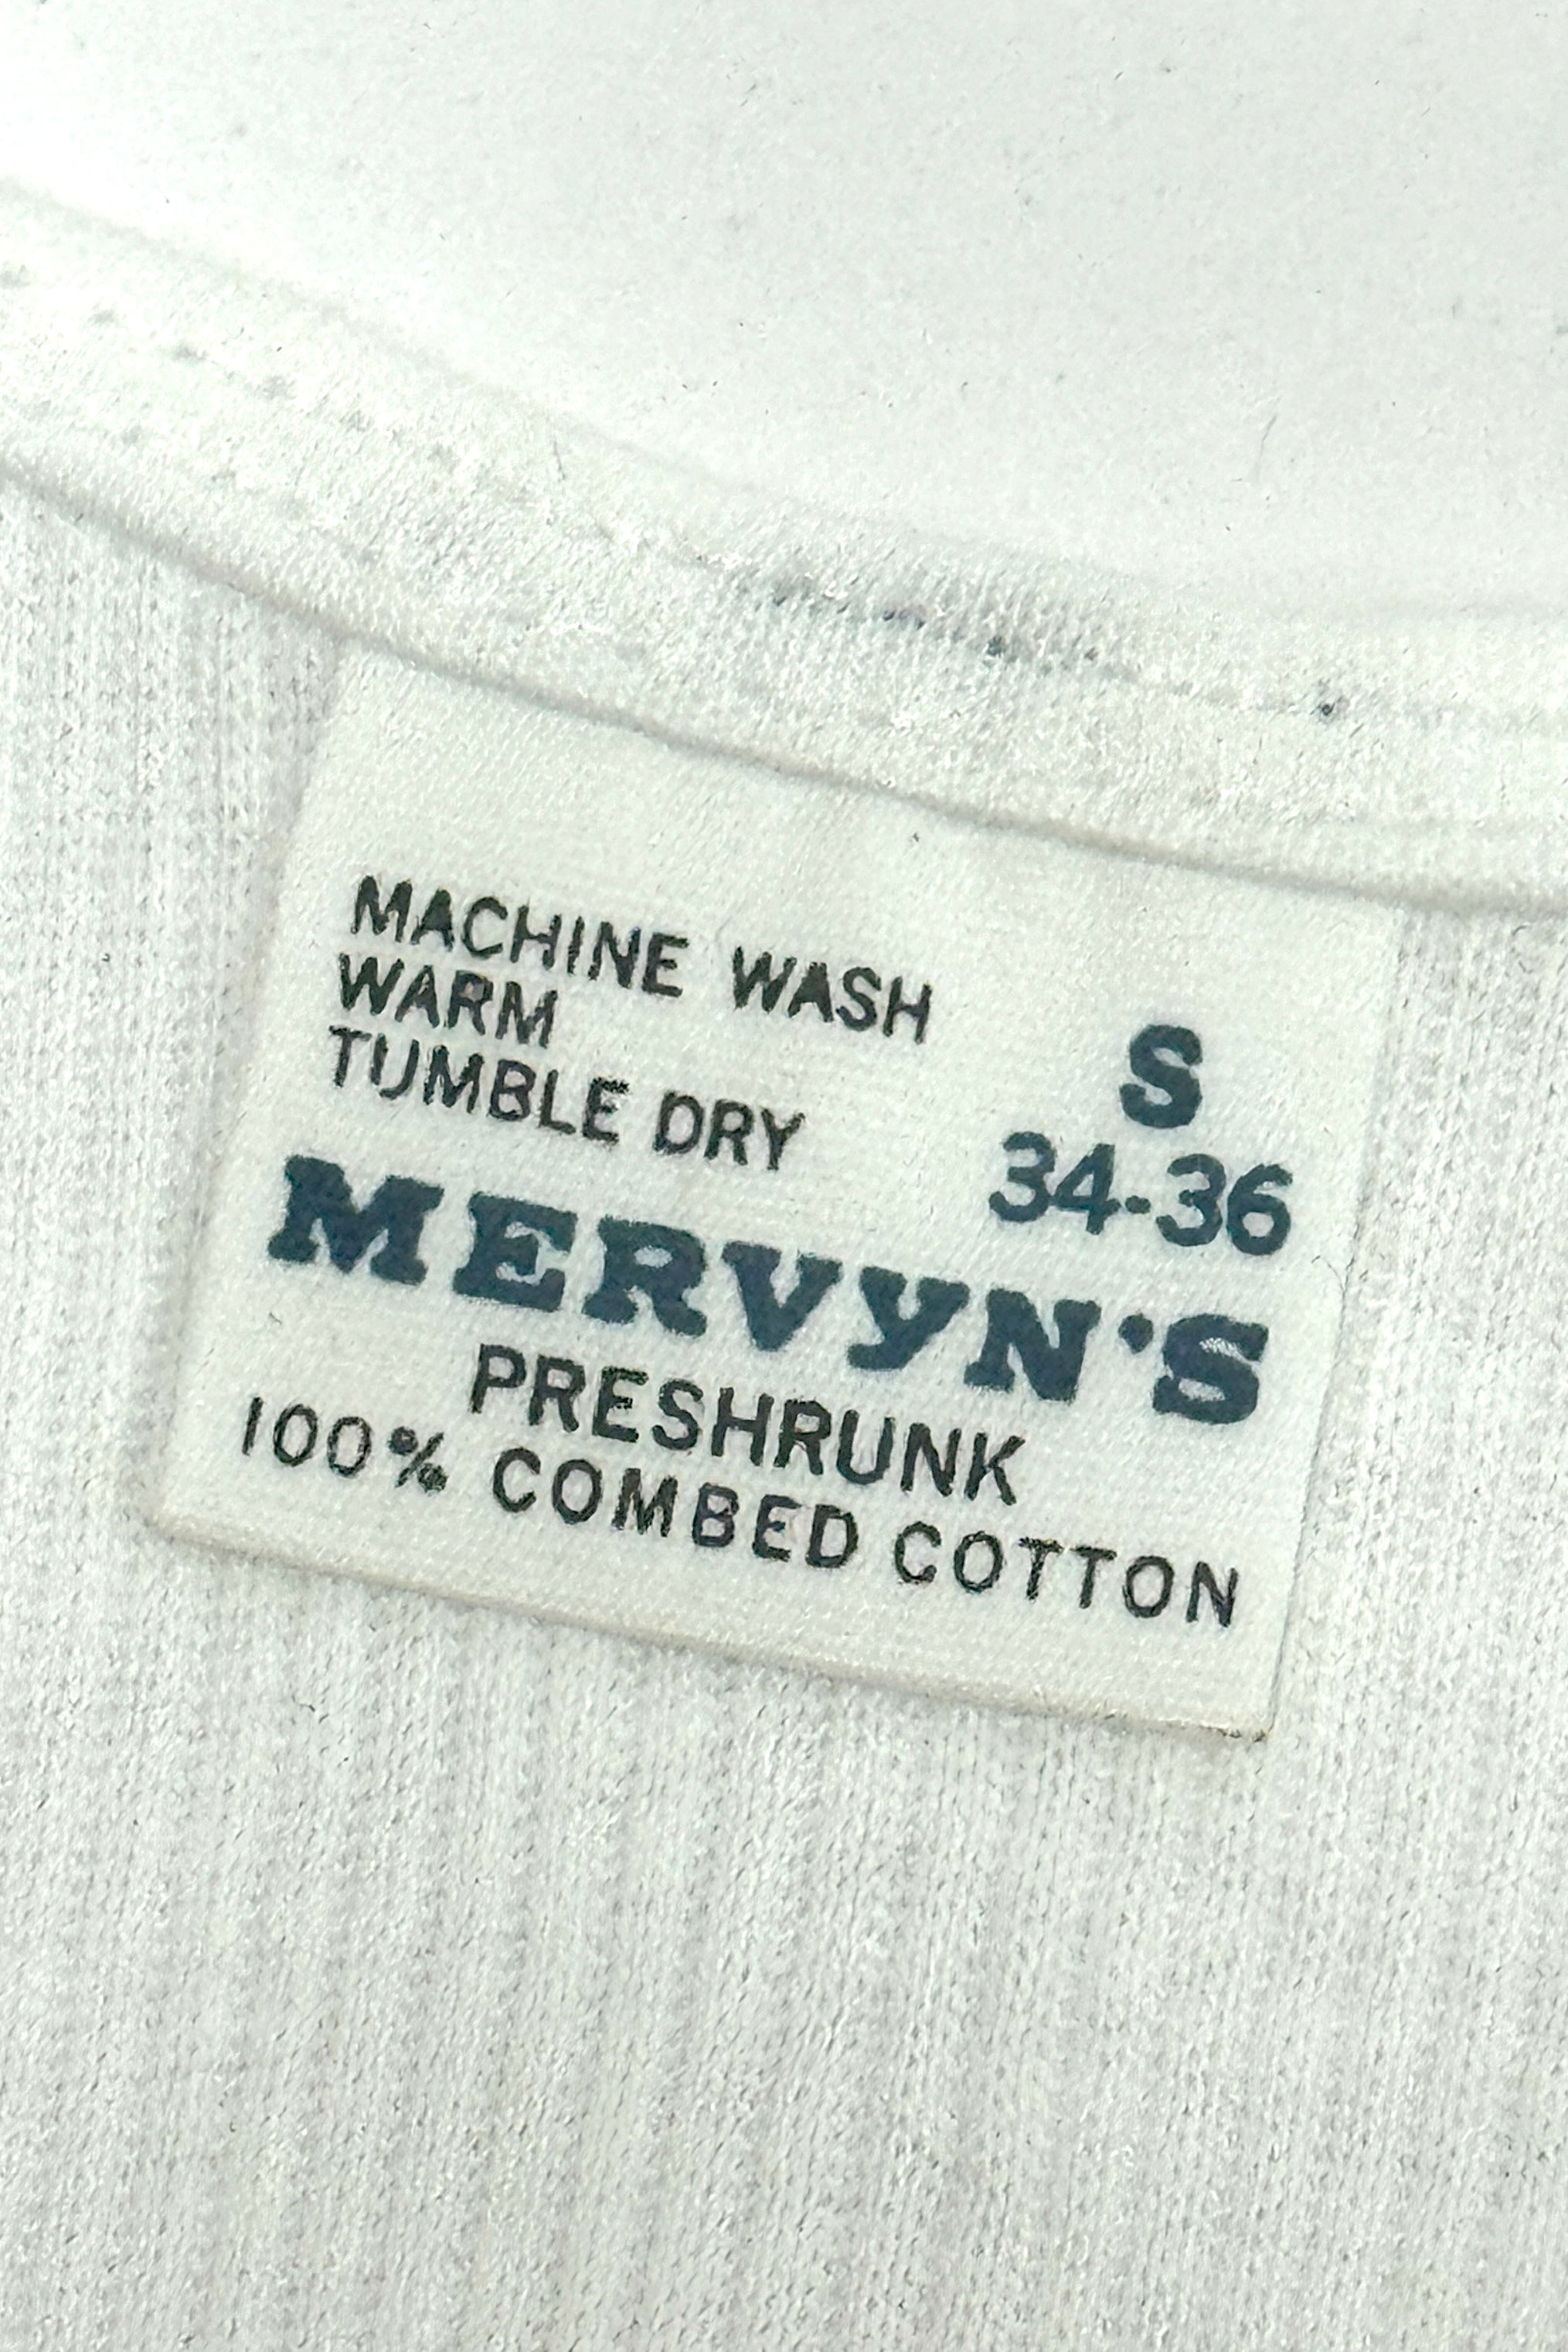 MACHINE WASH
WARM
TUMBLE DRY
S
34-36
MERVYN'S
PRESHRUNK
100% COMBED COTTON